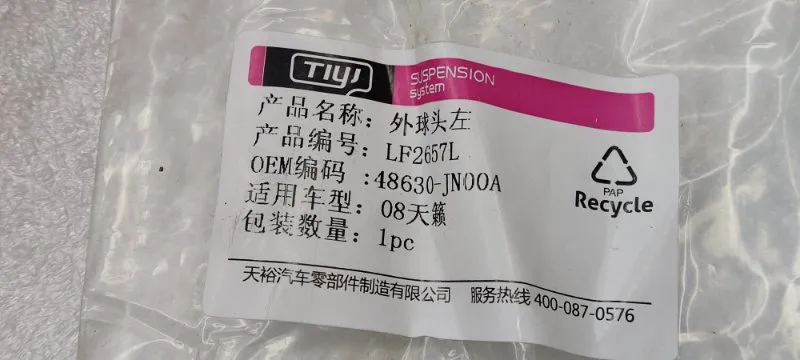 TIYJ
SUSPENSION
system
产品名称: 外球头左
产品编号: LF2657L
OEM编码 :48630-JN00A
适用车型: 08天籁
包装数量: 1pc
PAP
Recycle
天裕汽车零部件制造有限公司 服务热线 400-087-0576